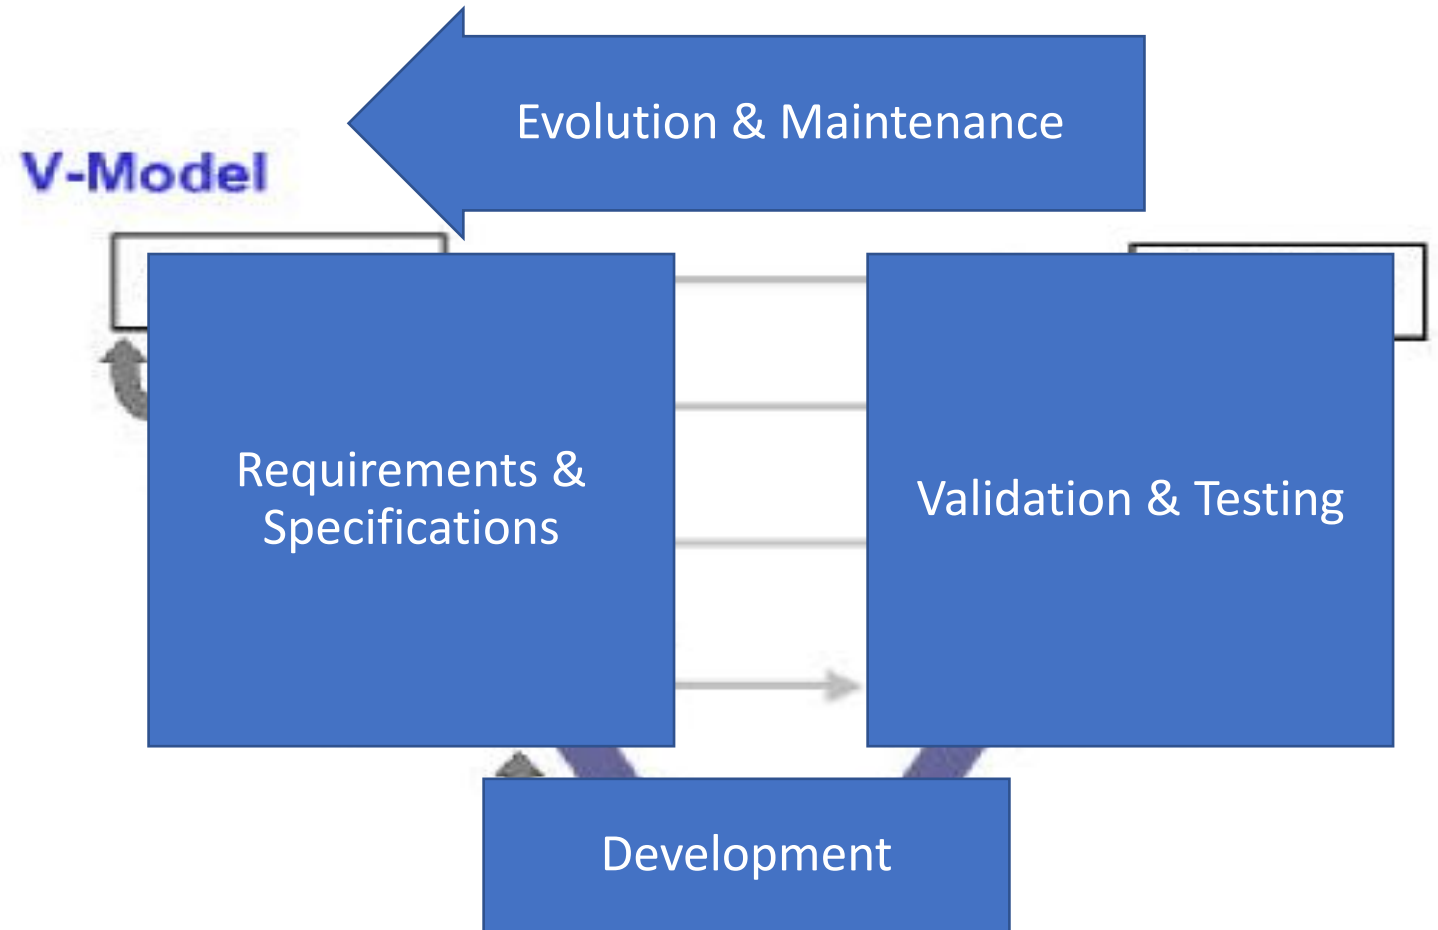 Evolution & Maintenance
V-Model
Requirements &
Specifications
Validation & Testing
Development